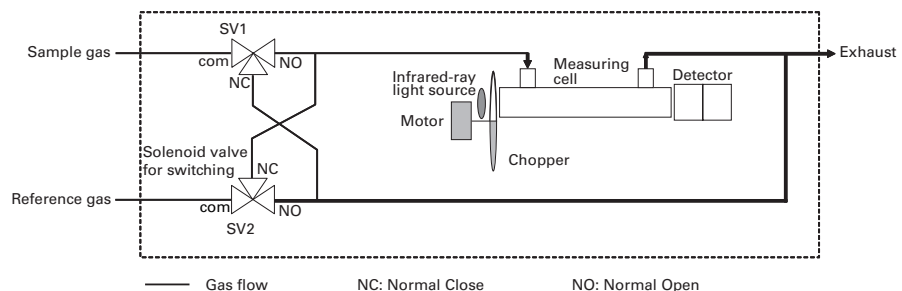 SV1
Sample gas
com
NO
NC
Infrared-ray
light source
Measuring
cell
Detector
Exhaust
Motor
Chopper
Solenoid valve
for switching
NC
Reference gas
com
NO
SV2
Gas flow
NC: Normal Close
NO: Normal Open